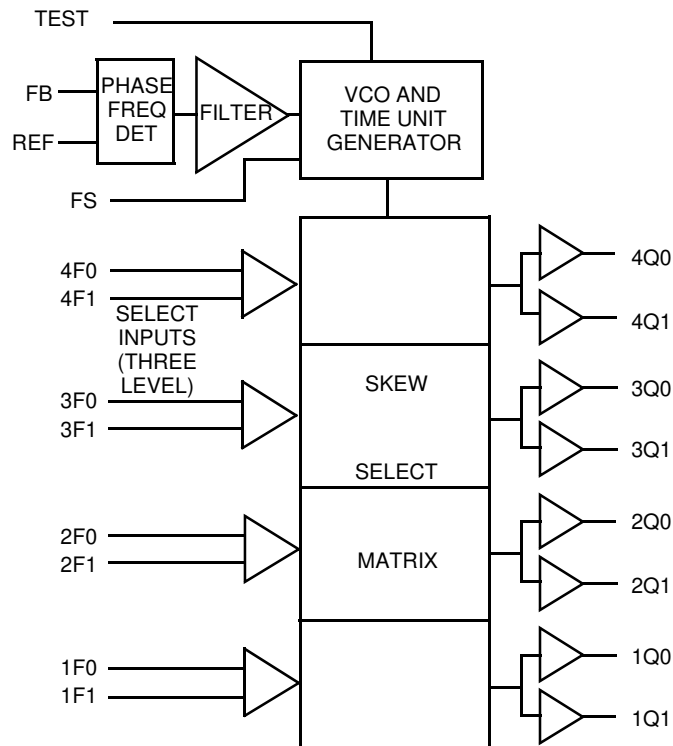 TEST
FB
REF
PHASE
FREQ
DET
FILTER
VCO AND
TIME UNIT
GENERATOR
FS
4F0
4F1
SELECT
INPUTS
(THREE
LEVEL)
3F0
3F1
2F0
2F1
1F0
1F1
SKEW
SELECT
MATRIX
4Q0
4Q1
3Q0
3Q1
2Q0
2Q1
1Q0
1Q1